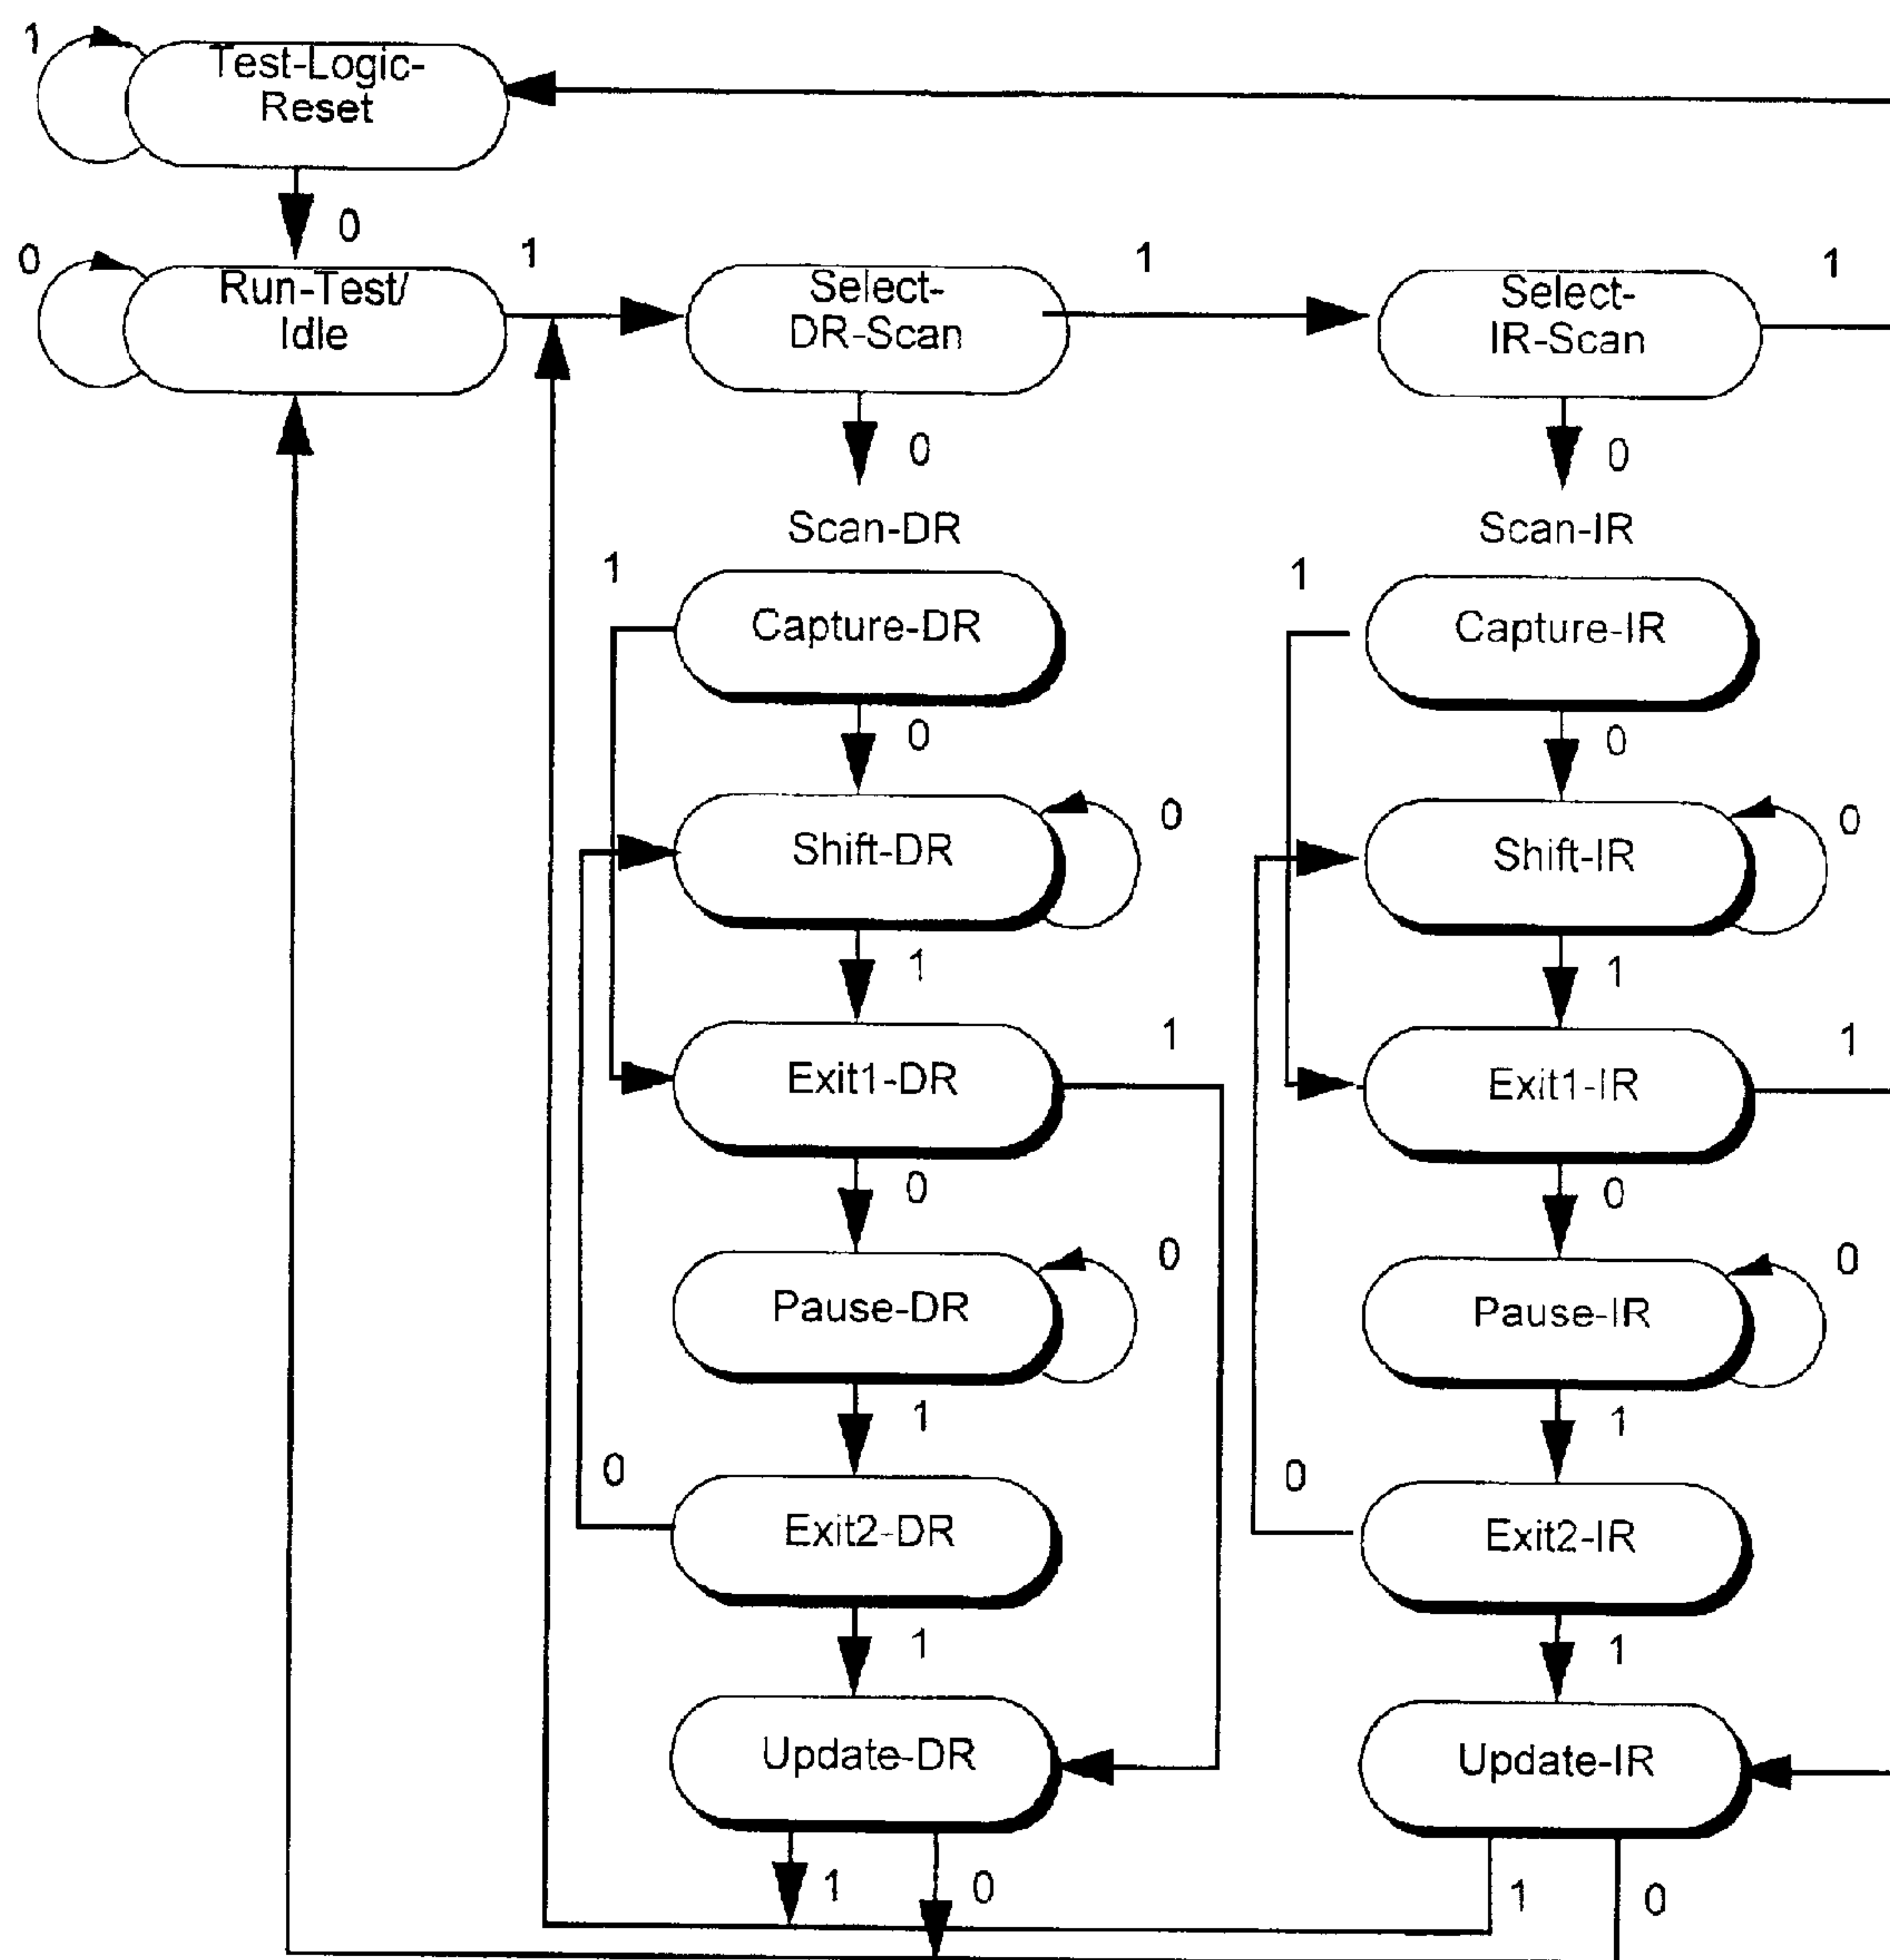 1
Test-Logic-
Reset
0
0
Run-Test/
Idle
1
Select-
DR-Scan
1
Select-
IR-Scan
1
0
0
Scan-DR
Scan-IR
1
Capture-DR
1
Capture-IR
0
0
Shift-DR
0
Shift-IR
0
1
1
Exit1-DR
1
Exit1-IR
1
0
0
Pause-DR
0
Pause-IR
0
1
1
0
Exit2-DR
0
Exit2-IR
1
1
Update-DR
Update-IR
1
0
1
0